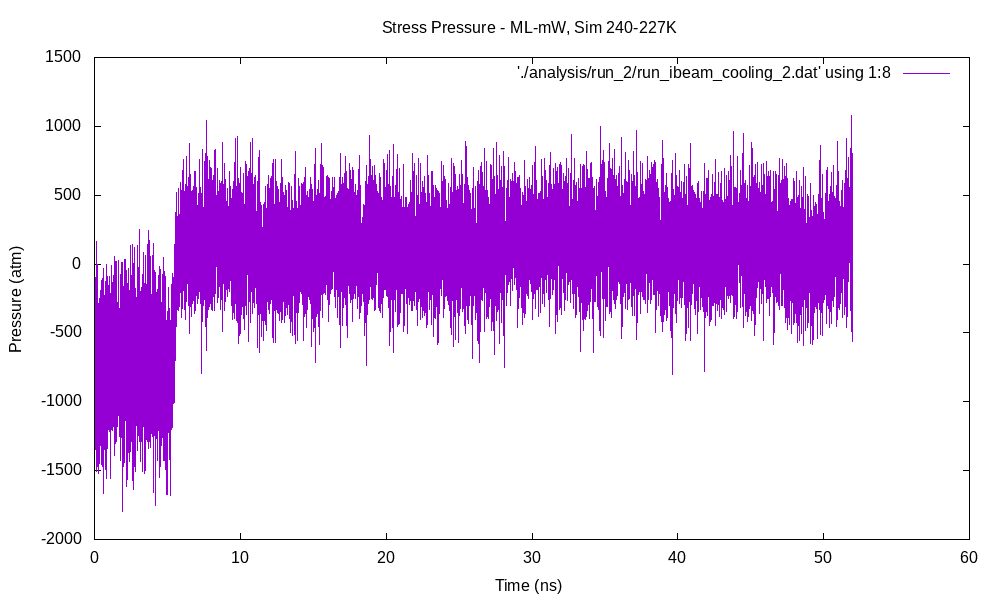 Stress Pressure - ML-mW, Sim 240-227K
'./analysis/run_2/run_ibeam_cooling_2.dat' using 1:8
1500
1000
500
0
-500
-1000
-1500
-2000
Pressure (atm)
0 10 20 30 40 50 60
Time (ns)